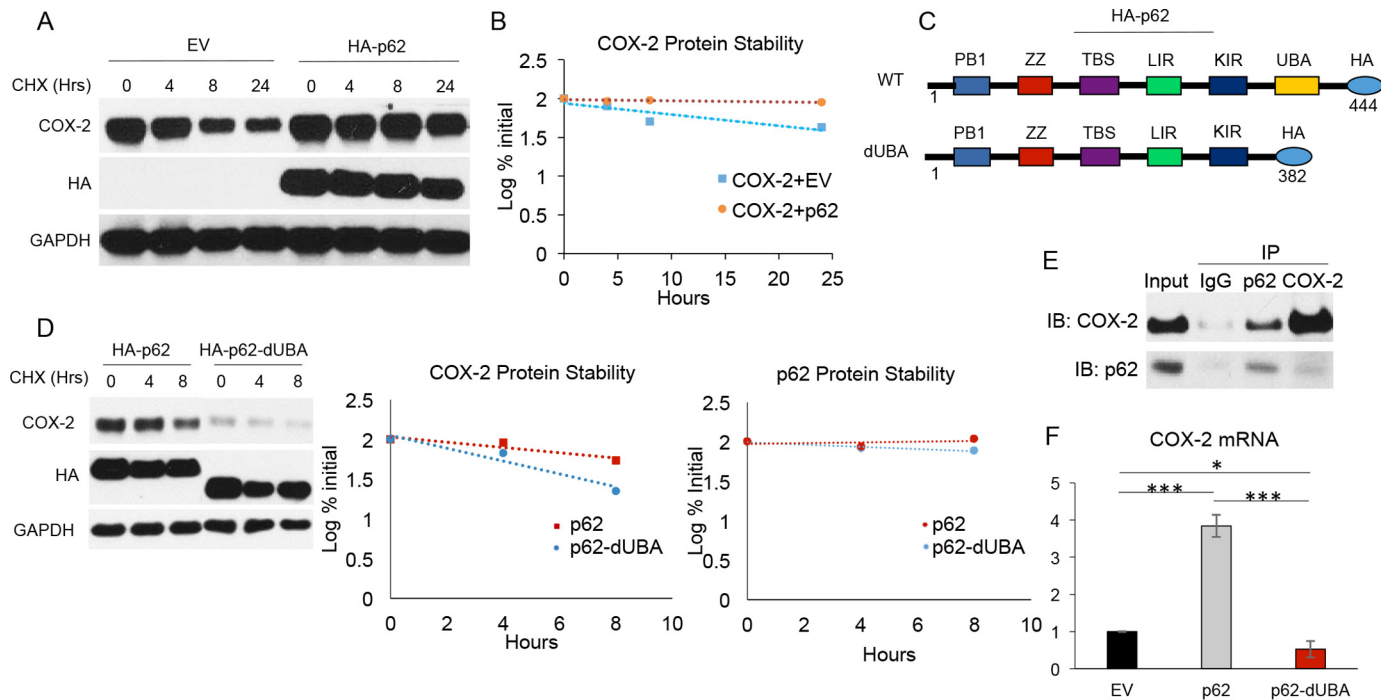 A
EV
HA-p62
CHX (Hrs)
0 4 8 24 0 4 8 24
COX-2
HA
GAPDH
B
COX-2 Protein Stability
Log % initial
2.5
2
1.5
1
0.5
0
COX-2+EV
COX-2+p62
0 5 10 15 20 25
Hours
C
HA-p62
PB1 ZZ TBS LIR KIR UBA HA
WT
1
444
PB1 ZZ TBS LIR KIR HA
dUBA
1
382
D
HA-p62 HA-p62-dUBA
CHX (Hrs) 0 4 8 0 4 8
COX-2
HA
GAPDH
COX-2 Protein Stability
Log % initial
2.5
2
1.5
1
0.5
0
p62
p62-dUBA
0 2 4 6 8 10
Hours
p62 Protein Stability
Log % Initial
2.5
2
1.5
1
0.5
0
p62
p62-dUBA
0 2 4 6 8 10
Hours
E
IP
Input IgG p62 COX-2
IB: COX-2
IB: p62
F
COX-2 mRNA
*
*** ***
5
4
3
2
1
0
EV p62 p62-dUBA